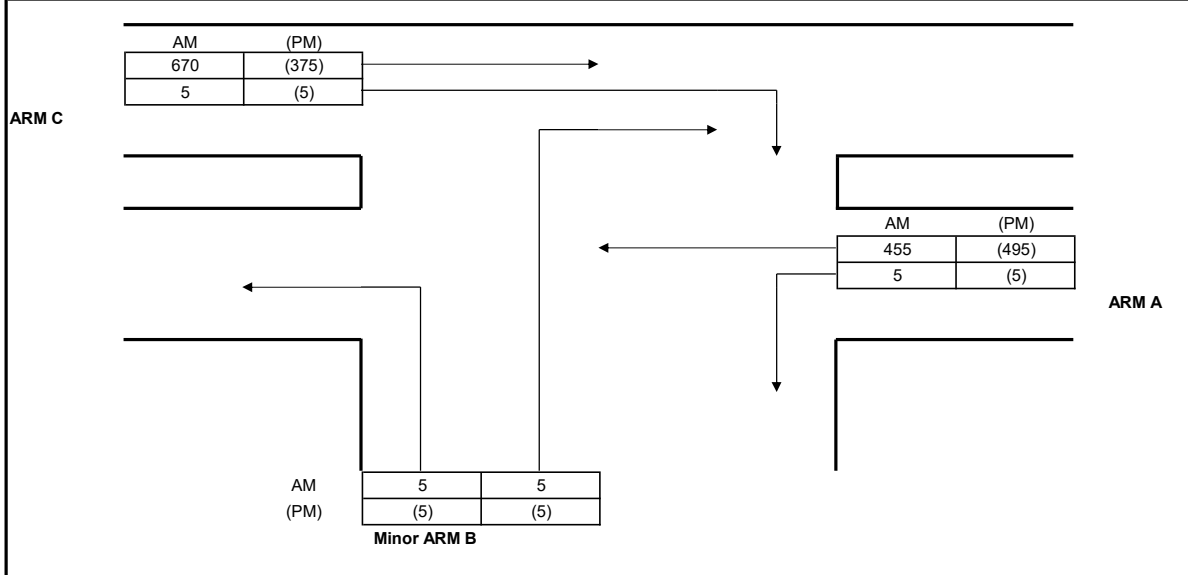 AM (PM)
670 (375)
5 (5)
ARM C
AM (PM)
455 (495)
5 (5)
ARM A
AM 5 5
(PM) (5) (5)
Minor ARM B